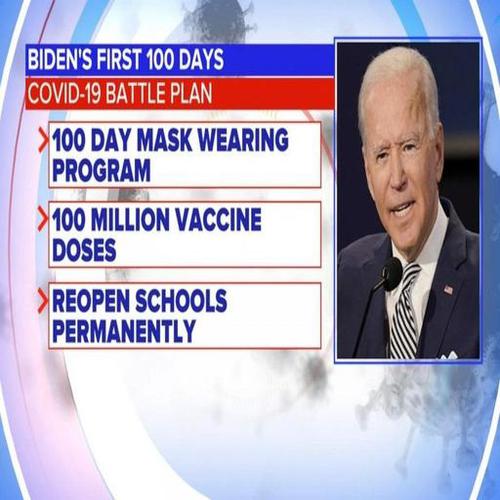 BIDEN'S FIRST 100 DAYS
COVID-19 BATTLE PLAN
100 DAY MASK WEARING
PROGRAM
100 MILLION VACCINE
DOSES
REOPEN SCHOOLS
PERMANENTLY